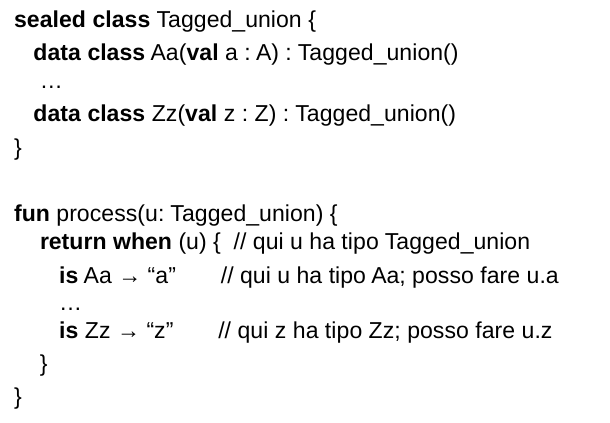 sealed class Tagged_union {
data class Aa(val a : A) : Tagged_union()
…
data class Zz(val z : Z) : Tagged_union()
}
fun process(u: Tagged_union) {
return when (u) { // qui u ha tipo Tagged_union
is Aa → “a” // qui u ha tipo Aa; posso fare u.a
…
is Zz → “z” // qui z ha tipo Zz; posso fare u.z
}
}